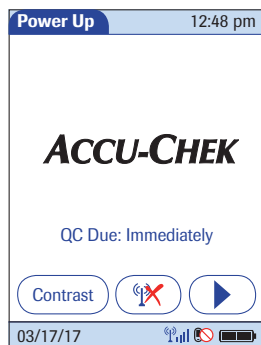 Power Up 12:48 pm
ACCU-CHEK
QC Due: Immediately
Contrast
03/17/17